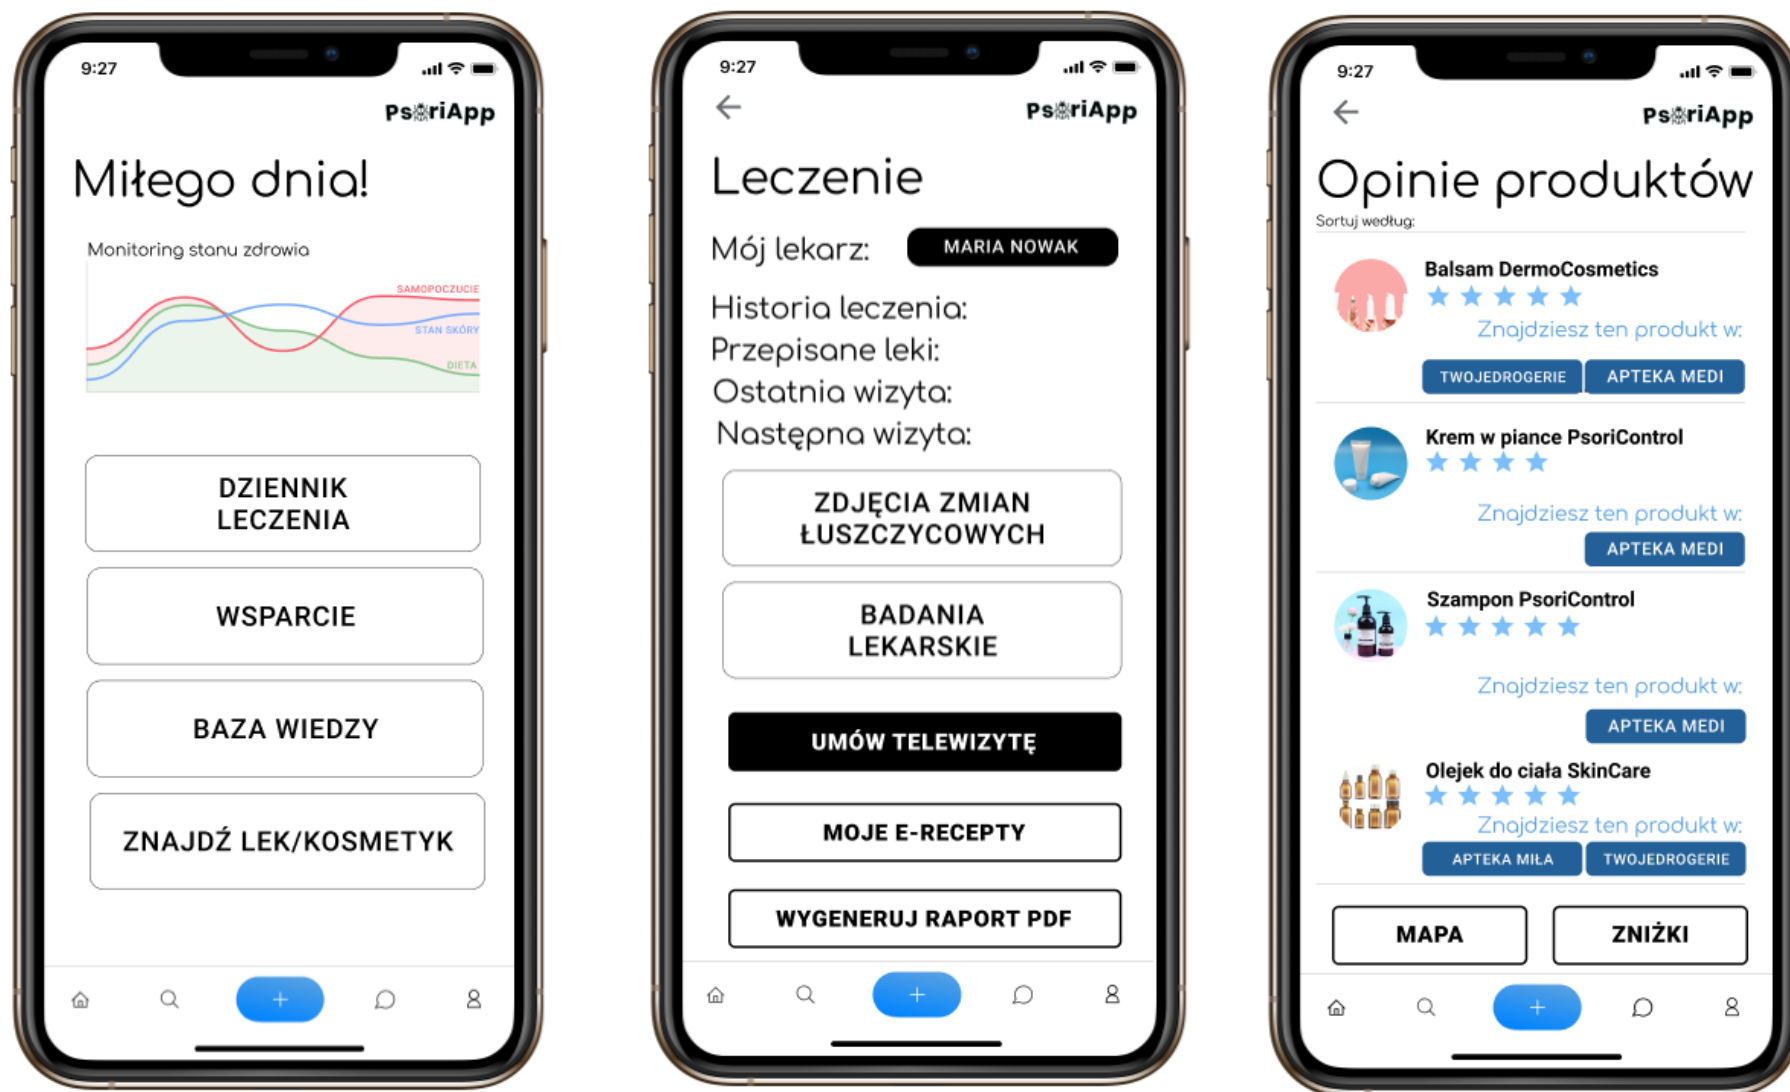 9:27
PsoriApp
Miłego dnia!
Monitoring stanu zdrowia
SAMOPOCZUCIE
STAN SKÓRY
DIETA
DZIENNIK
LECZENIA
WSPARCIE
BAZA WIEDZY
ZNAJDŹ LEK/KOSMETYK
9:27
PsoriApp
Leczenie
Mój lekarz: MARIA NOWAK
Historia leczenia:
Przepisane leki:
Ostatnia wizyta:
Następna wizyta:
ZDJĘCIA ZMIAN
ŁUSZCZYCOWYCH
BADANIA
LEKARSKIE
UMÓW TELEWIZYTĘ
MOJE E-RECEPTY
WYGENERUJ RAPORT PDF
9:27
PsoriApp
Opinie produktów
Sortuj według:
Balsam DermoCosmetics
Znajdziesz ten produkt w:
TWOJEDROGERIE APTEKA MEDI
Krem w piance PsoriControl
Znajdziesz ten produkt w:
APTEKA MEDI
Szampon PsoriControl
Znajdziesz ten produkt w:
APTEKA MEDI
Olejek do ciała SkinCare
Znajdziesz ten produkt w:
APTEKA MIŁA TWOJEDROGERIE
MAPA ZNIŻKI